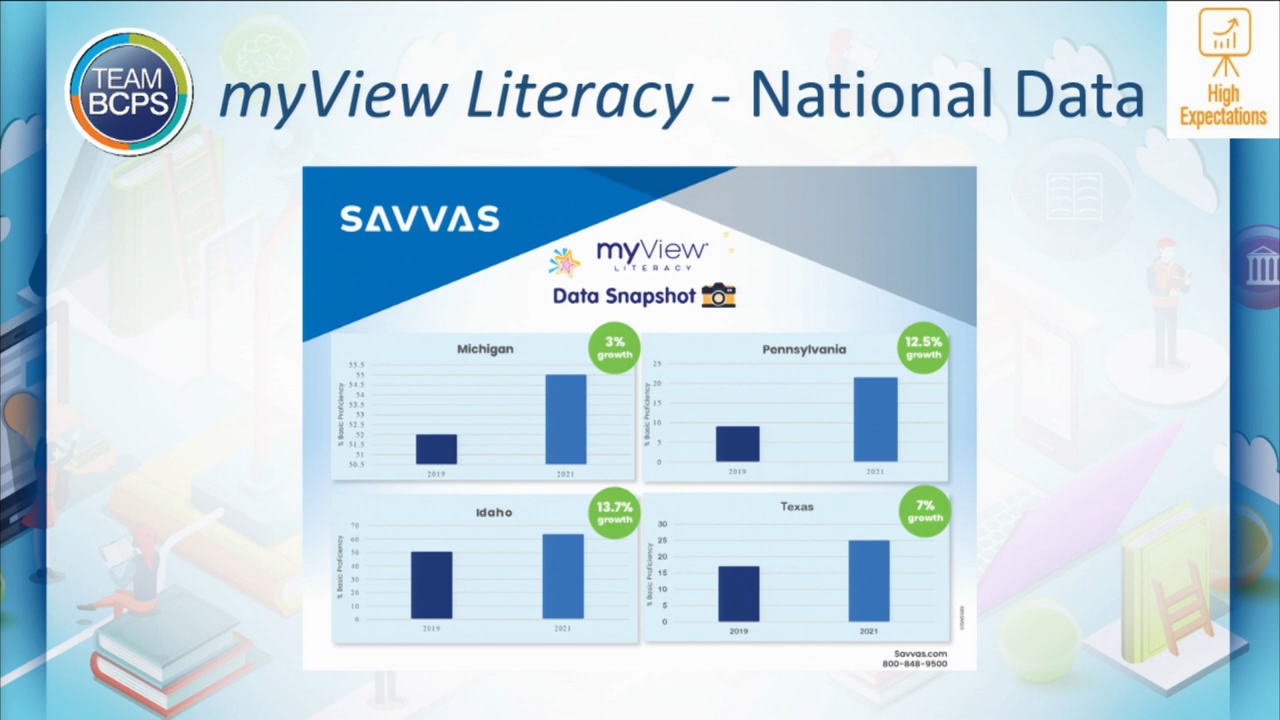 TEAM
BCPS
myView Literacy - National Data
High
Expectations
SAVVAS
myView
LITERACY
Data Snapshot
Michigan
3%
growth
% Basic Proficiency
55.5
55
54.5
54
53.5
53
52.5
52
51.5
51
50.5
2019 2021
Pennsylvania
12.5%
growth
% Basic Proficiency
25
20
15
10
5
0
2019 2021
Idaho
13.7%
growth
% Basic Proficiency
70
60
50
40
30
20
10
0
2019 2021
Texas
7%
growth
% Basic Proficiency
30
25
20
15
10
5
0
2019 2021
Savvas.com
800-848-9500